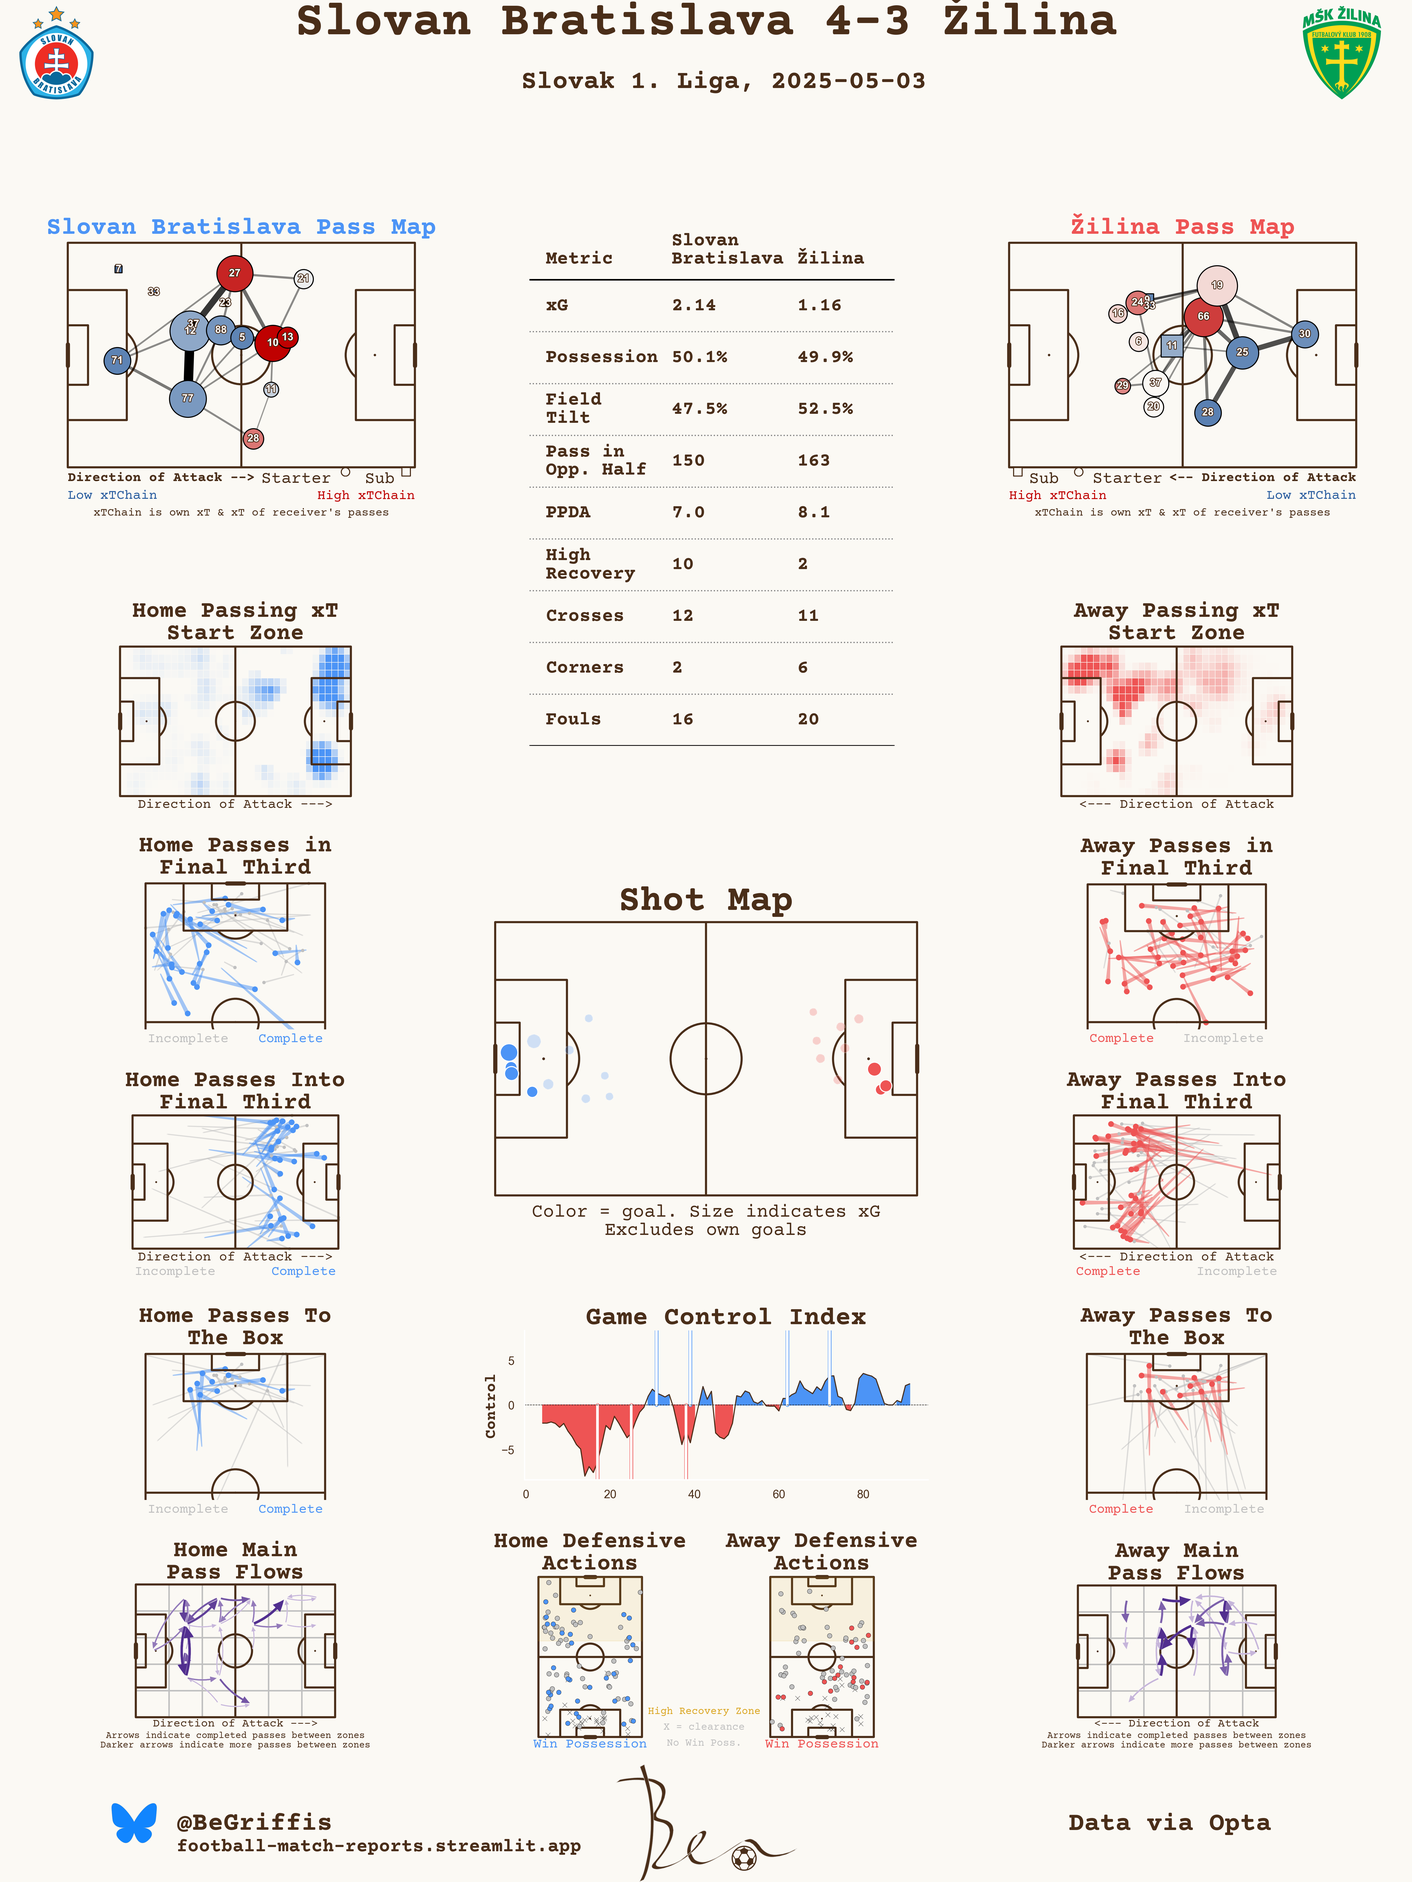 Slovan Bratislava 4-3 Žilina
Slovak 1. Liga, 2025-05-03
SLOVAN
BRATISLAVA
MŠK ŽILINA
FUTBALOVÝ KLUB 1908
Slovan Bratislava Pass Map
7
33
27
21
23
37
12
88
5
10
13
71
11
77
28
Direction of Attack --> Starter Sub
Low xTChain High xTChain
xTChain is own xT & xT of receiver's passes
Metric Slovan Bratislava Žilina
xG 2.14 1.16
Possession 50.1% 49.9%
Field Tilt 47.5% 52.5%
Pass in Opp. Half 150 163
PPDA 7.0 8.1
High Recovery 10 2
Crosses 12 11
Corners 2 6
Fouls 16 20
Žilina Pass Map
19
24
9
33
16
66
30
6
11
25
29
37
20
28
Sub Starter <-- Direction of Attack
High xTChain Low xTChain
xTChain is own xT & xT of receiver's passes
Home Passing xT
Start Zone
Direction of Attack --->
Away Passing xT
Start Zone
<--- Direction of Attack
Home Passes in
Final Third
Incomplete Complete
Away Passes in
Final Third
Complete Incomplete
Shot Map
Color = goal. Size indicates xG
Excludes own goals
Home Passes Into
Final Third
Direction of Attack --->
Incomplete Complete
Away Passes Into
Final Third
<--- Direction of Attack
Complete Incomplete
Home Passes To
The Box
Incomplete Complete
Game Control Index
Control
5
0
−5
0 20 40 60 80
Away Passes To
The Box
Complete Incomplete
Home Main
Pass Flows
Direction of Attack --->
Arrows indicate completed passes between zones
Darker arrows indicate more passes between zones
Home Defensive
Actions
Win Possession
High Recovery Zone
X = clearance
No Win Poss.
Away Defensive
Actions
Win Possession
Away Main
Pass Flows
<--- Direction of Attack
Arrows indicate completed passes between zones
Darker arrows indicate more passes between zones
@BeGriffis
football-match-reports.streamlit.app
Ben
Data via Opta